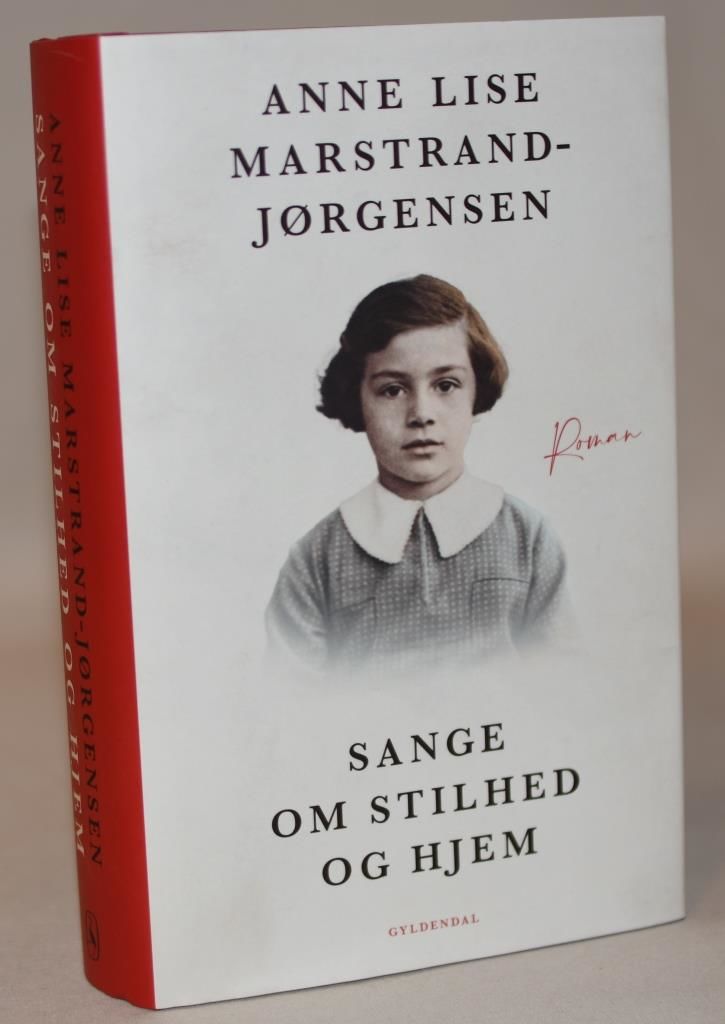 ANNE LISE
MARSTRAND-
JØRGENSEN
Roman
SANGE
OM STILHED
OG HJEM
GYLDENDAL
ANNE LISE MARSTRAND-JØRGENSEN
SANGE OM STILHED OG HJEM